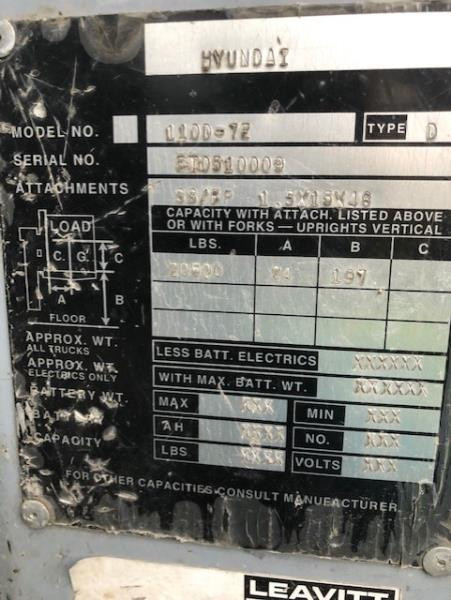 HYUNDAI
MODEL NO. 110D-7E TYPE D
SERIAL NO.
ATTACHMENTS SS/FP
CAPACITY WITH ATTACH. LISTED ABOVE
OR WITH FORKS — UPRIGHTS VERTICAL
LOAD LBS. A B C
C. G. C
20500 24 197
A B
FLOOR
APPROX. WT.
ALL TRUCKS LESS BATT. ELECTRICS XXXXXX
APPROX. WT.
ELECTRICS ONLY WITH MAX. BATT. WT. XXXXXX
BATTERY WT. MAX XXX MIN XXX
BATTERY AH XXXX NO. XXX
CAPACITY LBS XXXX VOLTS XXX
FOR OTHER CAPACITIES CONSULT MANUFACTURER.
LEAVITT